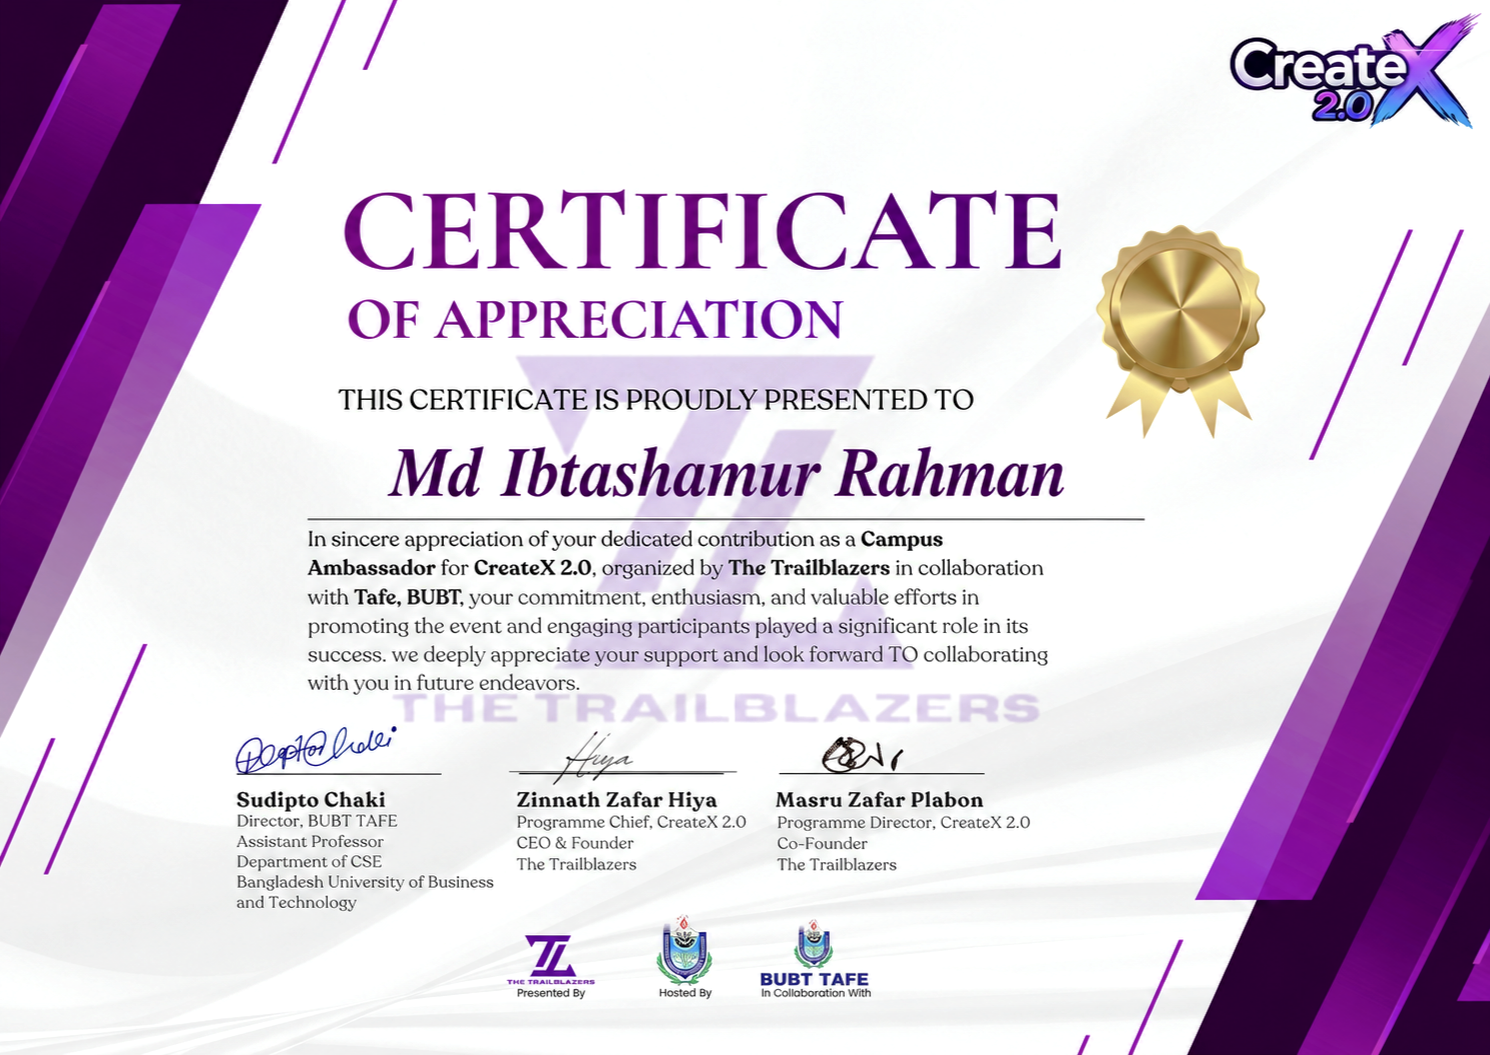 CreateX
2.0
CERTIFICATE
OF APPRECIATION
THIS CERTIFICATE IS PROUDLY PRESENTED TO
Md Ibtashamur Rahman
In sincere appreciation of your dedicated contribution as a Campus
Ambassador for CreateX 2.0, organized by The Trailblazers in collaboration
with Tafe, BUBT, your commitment, enthusiasm, and valuable efforts in
promoting the event and engaging participants played a significant role in its
success. we deeply appreciate your support and look forward TO collaborating
with you in future endeavors.
THE TRAILBLAZERS
Hiya
Sudipto Chaki
Director, BUBT TAFE
Assistant Professor
Department of CSE
Bangladesh University of Business
and Technology
Zinnath Zafar Hiya
Programme Chief, CreateX 2.0
CEO & Founder
The Trailblazers
Masru Zafar Plabon
Programme Director, CreateX 2.0
Co-Founder
The Trailblazers
THE TRAILBLAZERS
Presented By
Hosted By
BUBT TAFE
In Collaboration With